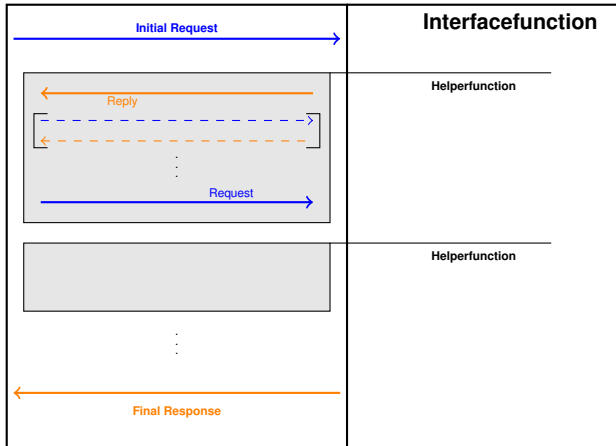 Initial Request
Interfacefunction
Helperfunction
Reply
Request
Helperfunction
Final Response